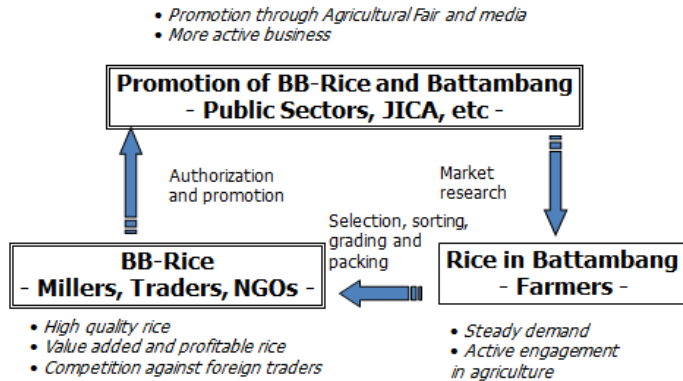 • Promotion through Agricultural Fair and media
• More active business
Promotion of BB-Rice and Battambang
- Public Sectors, JICA, etc -
Authorization
and promotion
Market
research
Selection, sorting,
grading and
packing
BB-Rice
- Millers, Traders, NGOs -
Rice in Battambang
- Farmers -
• High quality rice
• Value added and profitable rice
• Competition against foreign traders
• Steady demand
• Active engagement
in agriculture